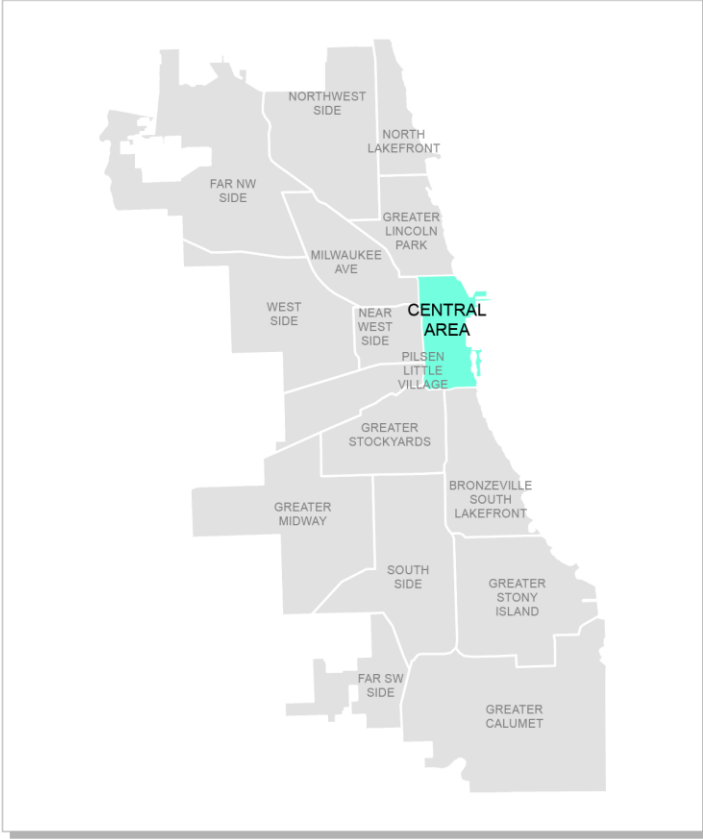 NORTHWEST
SIDE
NORTH
LAKEFRONT
FAR NW
SIDE
GREATER
LINCOLN
PARK
MILWAUKEE
AVE
WEST
SIDE
NEAR
WEST
SIDE
CENTRAL
AREA
PILSEN
LITTLE
VILLAGE
GREATER
STOCKYARDS
GREATER
MIDWAY
BRONZEVILLE
SOUTH
LAKEFRONT
SOUTH
SIDE
GREATER
STONY
ISLAND
FAR SW
SIDE
GREATER
CALUMET